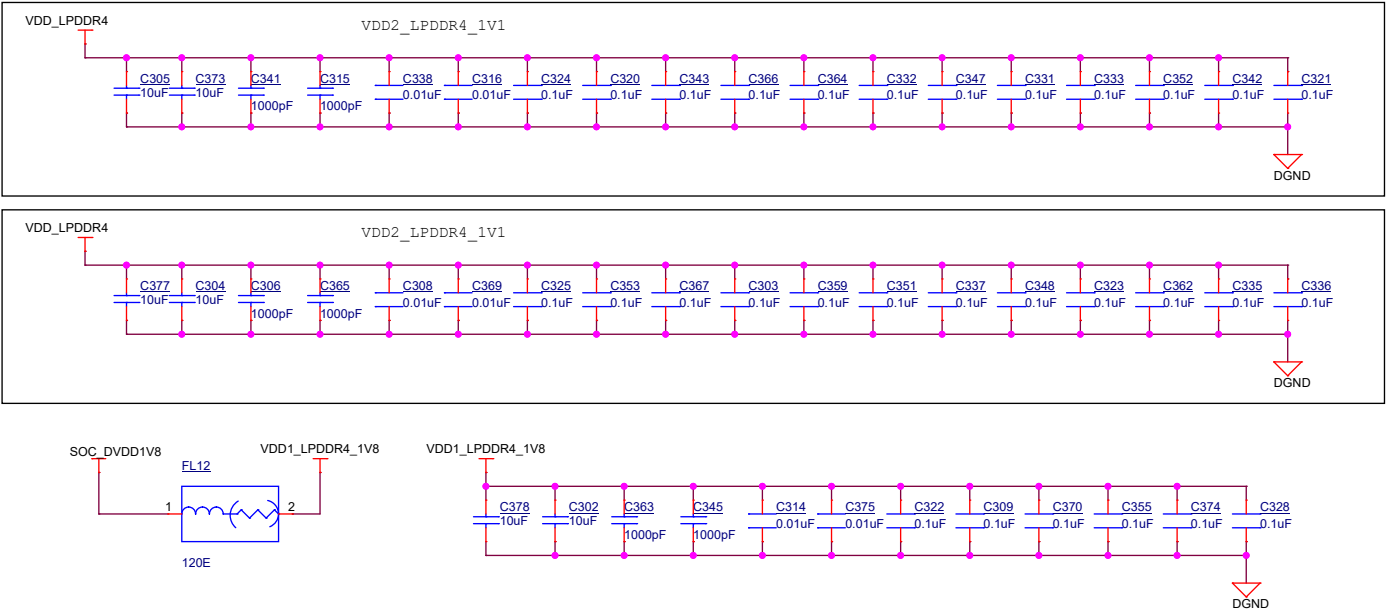 VDD_LPDDR4
VDD2_LPDDR4_1V1
C305 C373 C341 C315 C338 C316 C324 C320 C343 C366 C364 C332 C347 C331 C333 C352 C342 C321
10uF 10uF 1000pF 1000pF 0.01uF 0.01uF 0.1uF 0.1uF 0.1uF 0.1uF 0.1uF 0.1uF 0.1uF 0.1uF 0.1uF 0.1uF 0.1uF 0.1uF
DGND
VDD_LPDDR4
VDD2_LPDDR4_1V1
C377 C304 C306 C365 C308 C369 C325 C353 C367 C303 C359 C351 C337 C348 C323 C362 C335 C336
10uF 10uF 1000pF 1000pF 0.01uF 0.01uF 0.1uF 0.1uF 0.1uF 0.1uF 0.1uF 0.1uF 0.1uF 0.1uF 0.1uF 0.1uF 0.1uF 0.1uF
DGND
SOC_DVDD1V8
FL12
VDD1_LPDDR4_1V8
1 2
120E
VDD1_LPDDR4_1V8
C378 C302 C363 C345 C314 C375 C322 C309 C370 C355 C374 C328
10uF 10uF 1000pF 1000pF 0.01uF 0.01uF 0.1uF 0.1uF 0.1uF 0.1uF 0.1uF 0.1uF
DGND